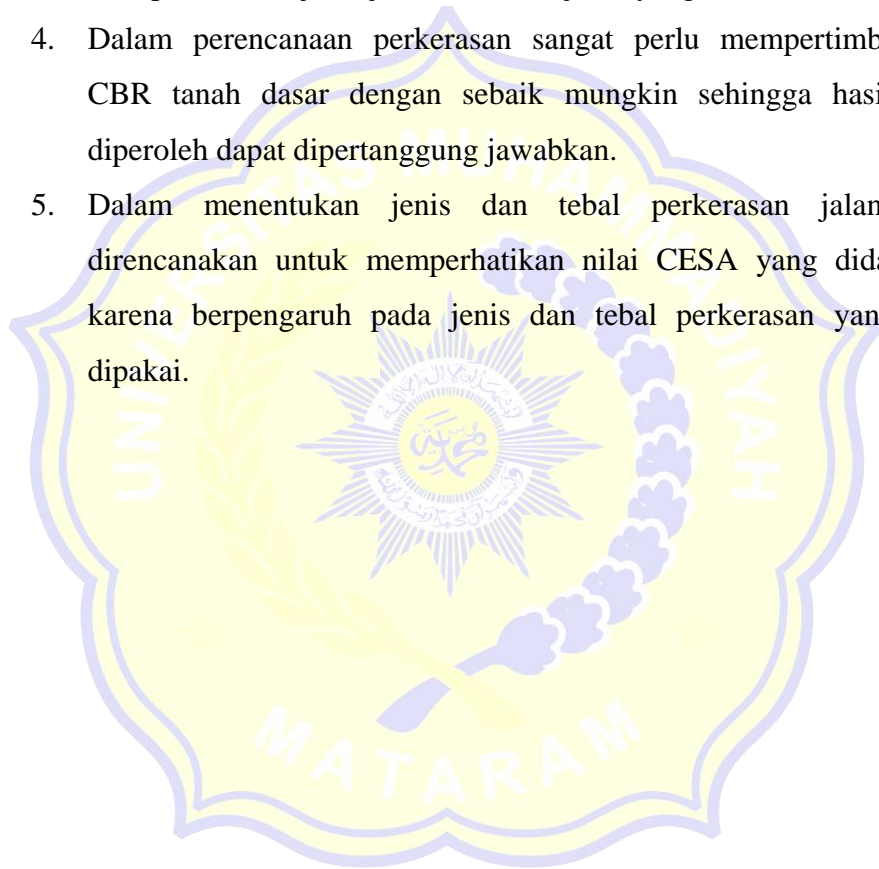 4. Dalam perencanaan perkerasan sangat perlu mempertimb
CBR tanah dasar dengan sebaik mungkin sehingga hasi
diperoleh dapat dipertanggung jawabkan.
5. Dalam menentukan jenis dan tebal perkerasan jalan
direncanakan untuk memperhatikan nilai CESA yang dida
karena berpengaruh pada jenis dan tebal perkerasan yan
dipakai.
UNIVERSITAS MUHAMMADIYAH
MATARAM